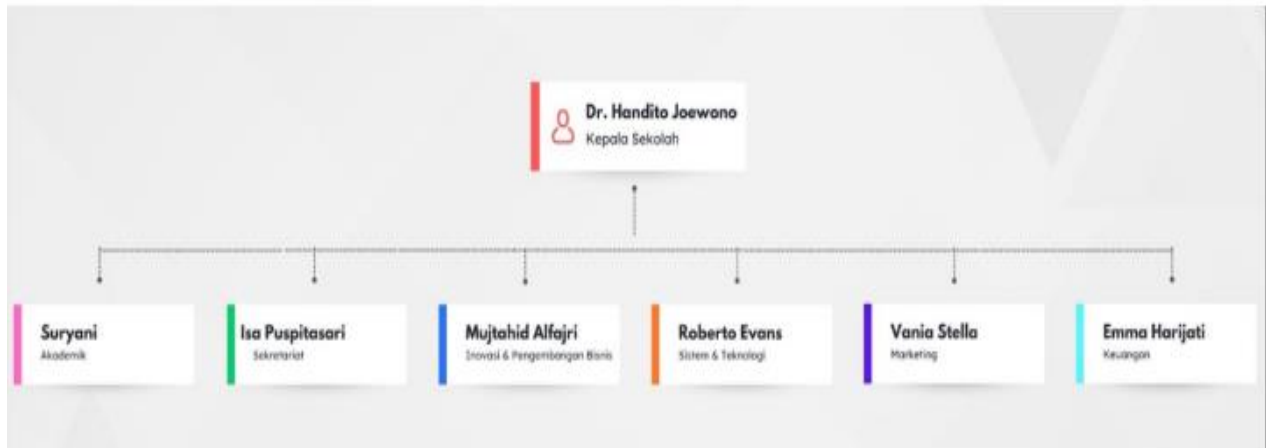 Dr. Handito Joewono
Kepala Sekolah
Suryani
Akademik
Isa Puspitasari
Sekretariat
Mujtahid Alfajri
Inovasi & Pengembangan Bisnis
Roberto Evans
Sistem & Teknologi
Vania Stella
Marketing
Emma Harijati
Keuangan